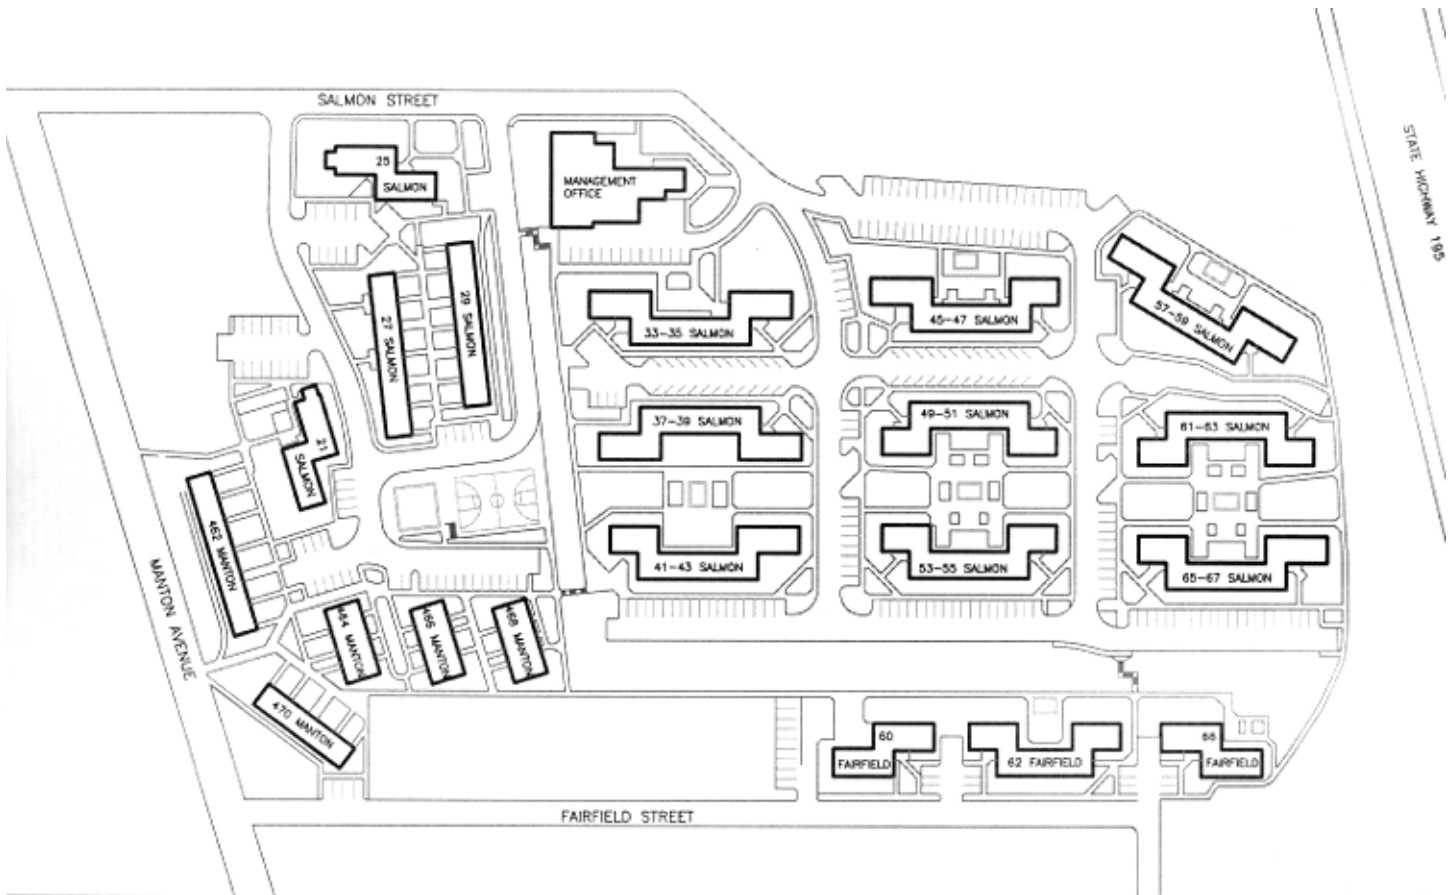 SALMON STREET
STATE HIGHWAY 195
25
SALMON
MANAGEMENT
OFFICE
29 SALMON
27 SALMON
33-35 SALMON
45-47 SALMON
57-59 SALMON
21
SALMON
37-39 SALMON
49-51 SALMON
61-63 SALMON
462 MANTON
41-43 SALMON
53-55 SALMON
65-67 SALMON
MANTON AVENUE
464 MANTON
466 MANTON
468 MANTON
470 MANTON
60
FAIRFIELD
62 FAIRFIELD
66
FAIRFIELD
FAIRFIELD STREET